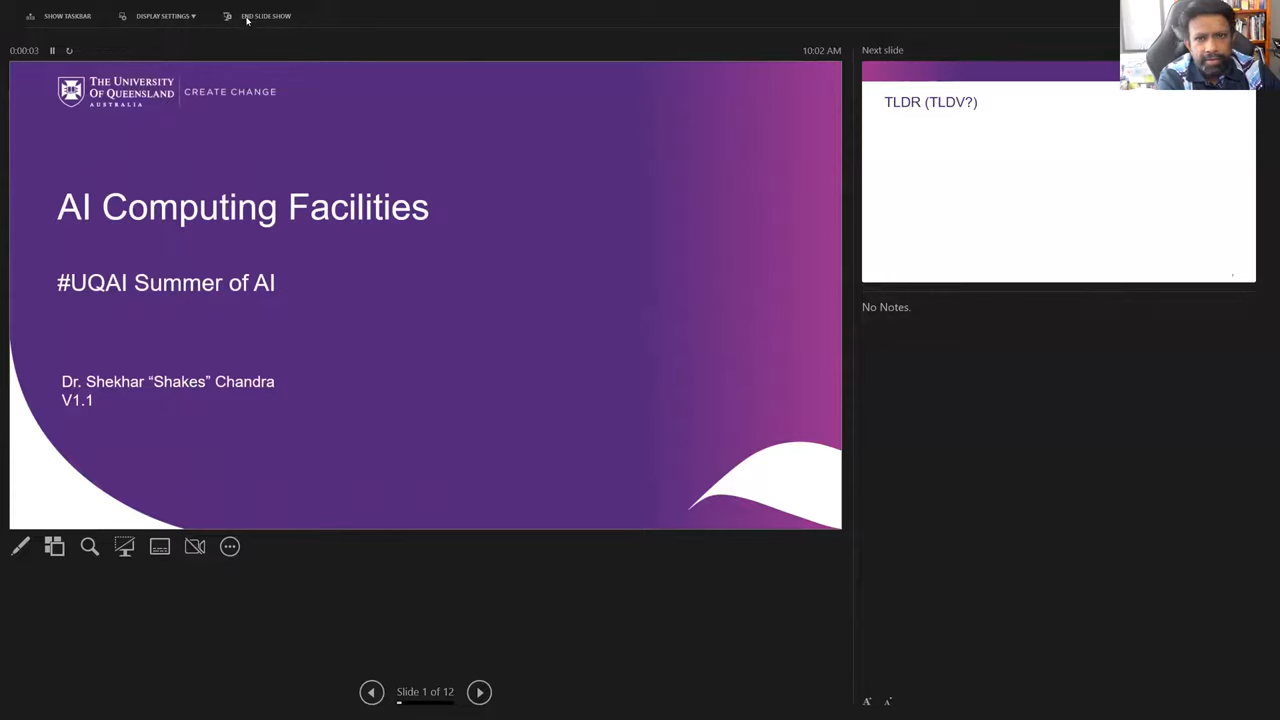 SHOW TASKBAR
DISPLAY SETTINGS ▾
END SLIDE SHOW
0:00:03
10:02 AM
THE UNIVERSITY
OF QUEENSLAND
AUSTRALIA
CREATE CHANGE
AI Computing Facilities
#UQAI Summer of AI
Dr. Shekhar “Shakes” Chandra
V1.1
Slide 1 of 12
Next slide
TLDR (TLDV?)
No Notes.
A
A